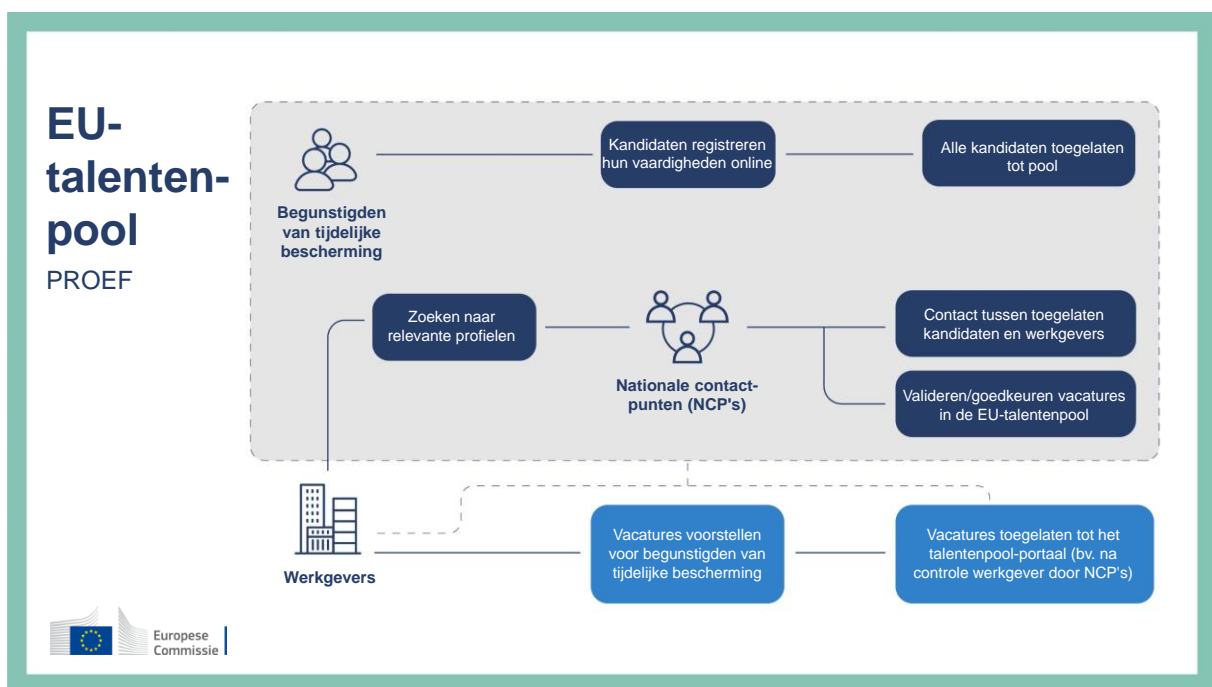 EU-
talenten-
pool
PROEF
Begunstigden
van tijdelijke
bescherming
Kandidaten registreren
hun vaardigheden online
Alle kandidaten toegelaten
tot pool
Zoeken naar
relevante profielen
Nationale contact-
punten (NCP's)
Contact tussen toegelaten
kandidaten en werkgevers
Valideren/goedkeuren vacatures
in de EU-talentenpool
Werkgevers
Vacatures voorstellen
voor begunstigden van
tijdelijke bescherming
Vacatures toegelaten tot het
talentenpool-portaal (bv. na
controle werkgever door NCP's)
Europese
Commissie